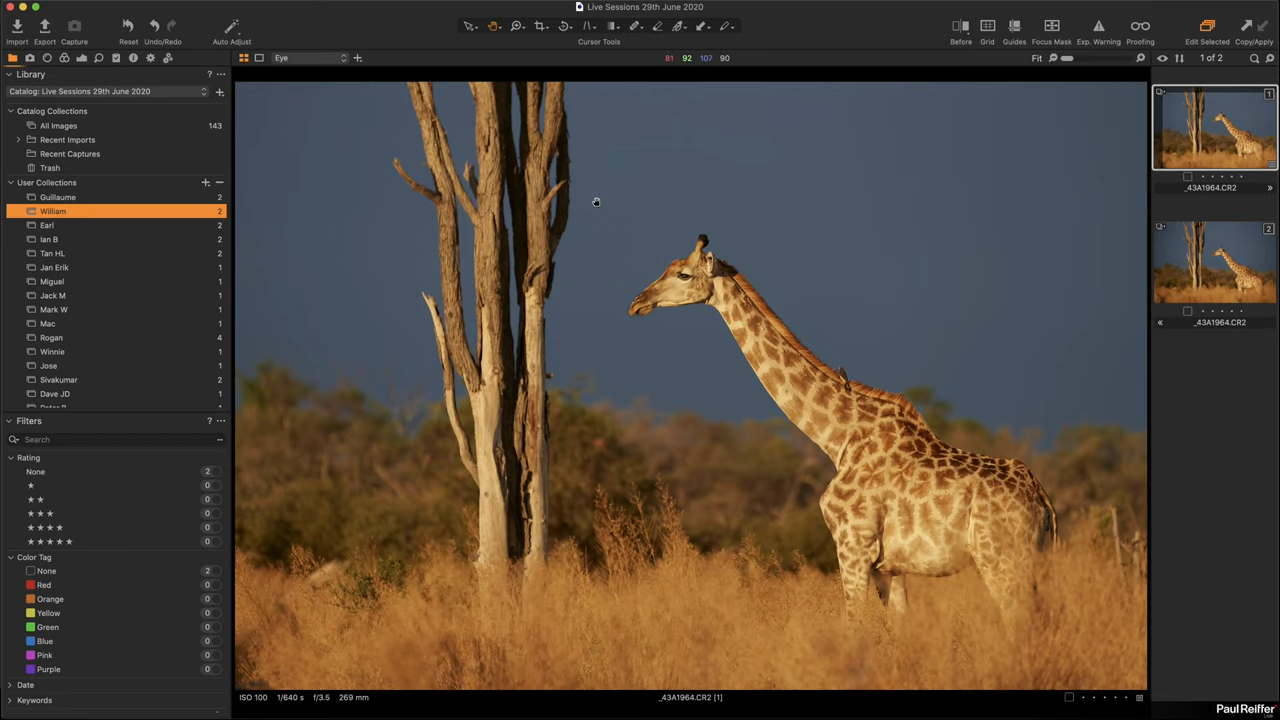 Live Sessions 29th June 2020
Import Export Capture Reset Undo/Redo Auto Adjust Cursor Tools Before Grid Guides Focus Mask Exp. Warning Proofing Edit Selected Copy/Apply
Eye 81 92 107 90 Fit 1 of 2
Library ?
Catalog: Live Sessions 29th June 2020
Catalog Collections
All Images 143
Recent Imports
Recent Captures
Trash
User Collections
Guillaume 2
William 2
Earl 2
Ian B 2
Tan HL 2
Jan Erik 1
Miguel 1
Jack M 1
Mark W 1
Mac 1
Rogan 4
Winnie 1
Jose 1
Sivakumar 2
Dave JD 1
Filters ?
Search
Rating
None 2
★ 0
★ ★ 0
★ ★ ★ 0
★ ★ ★ ★ 0
★ ★ ★ ★ ★ 0
Color Tag
None 2
Red 0
Orange 0
Yellow 0
Green 0
Blue 0
Pink 0
Purple 0
Date
Keywords
ISO 100 1/640 s f/3.5 269 mm _43A1964.CR2 [1]
1
_43A1964.CR2
2
_43A1964.CR2
Paul Reiffer
Live